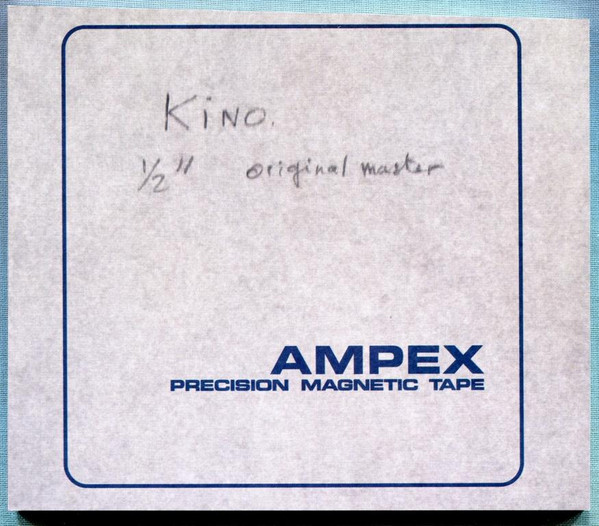 KiNO.
1/2" original master
AMPEX
PRECISION MAGNETIC TAPE